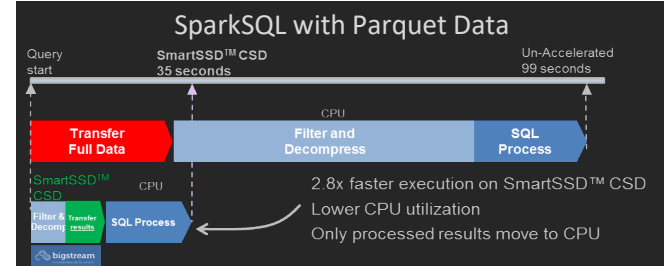 SparkSQL with Parquet Data
Query
start
SmartSSD™ CSD
35 seconds
Un-Accelerated
99 seconds
CPU
Transfer
Full Data
Filter and
Decompress
SQL
Process
SmartSSD™
CSD
CPU
Filter &
Decomp
Transfer
results
SQL Process
2.8x faster execution on SmartSSD™ CSD
Lower CPU utilization
Only processed results move to CPU
bigstream